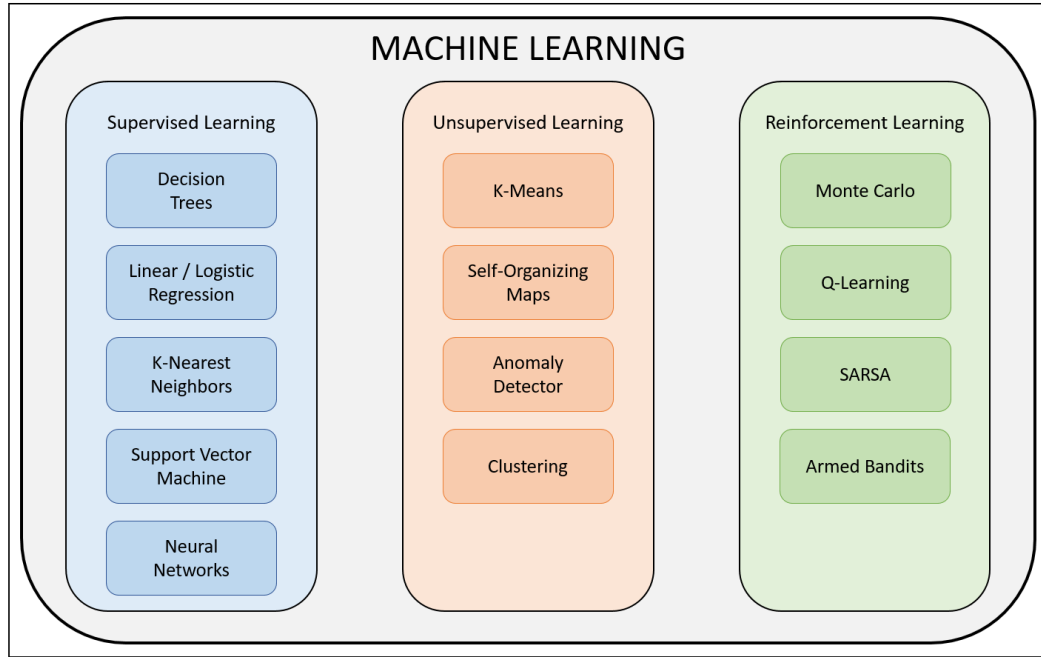 MACHINE LEARNING
Supervised Learning
Decision
Trees
Linear / Logistic
Regression
K-Nearest
Neighbors
Support Vector
Machine
Neural
Networks
Unsupervised Learning
K-Means
Self-Organizing
Maps
Anomaly
Detector
Clustering
Reinforcement Learning
Monte Carlo
Q-Learning
SARSA
Armed Bandits